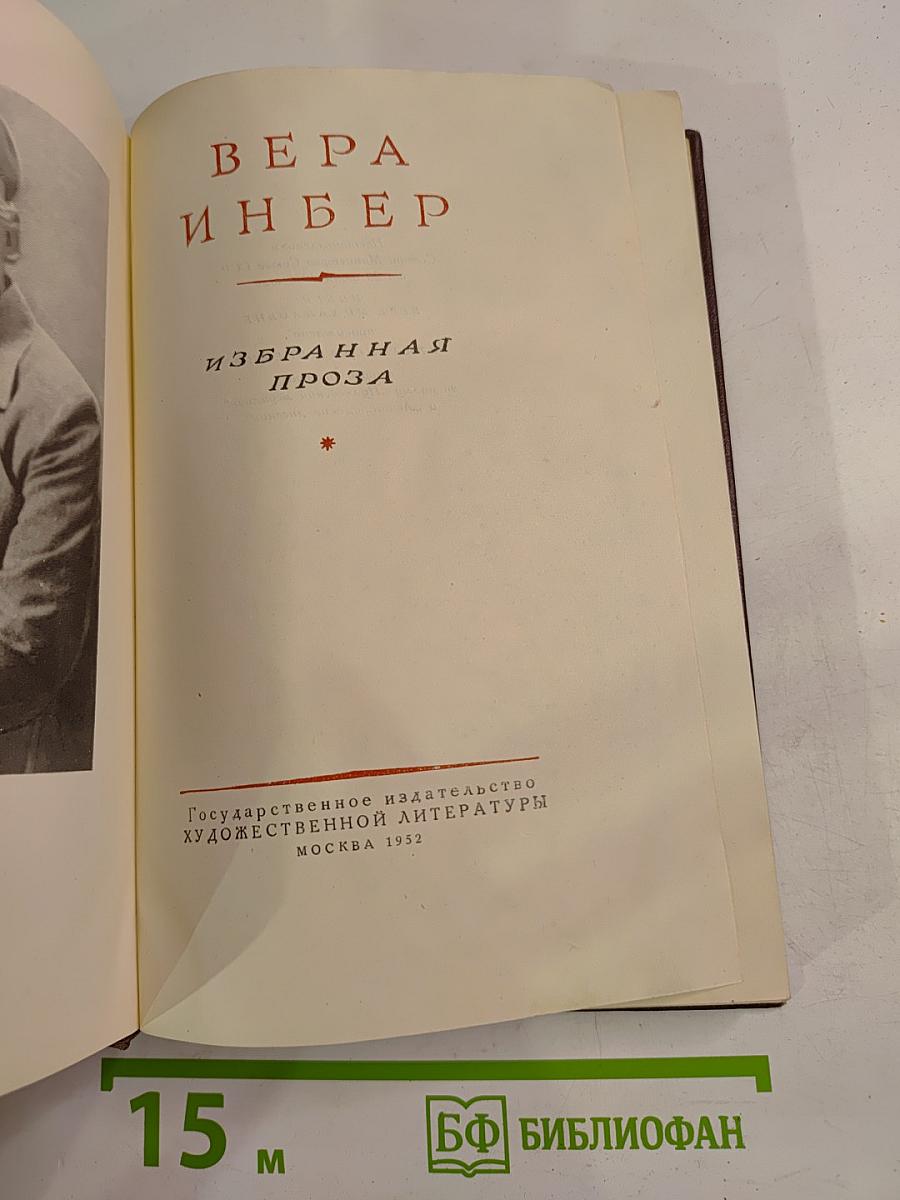 ВЕРА
ИНБЕР
ИЗБРАННАЯ
ПРОЗА
Государственное издательство
ХУДОЖЕСТВЕННОЙ ЛИТЕРАТУРЫ
МОСКВА 1952
15 м
БФ БИБЛИОФАН